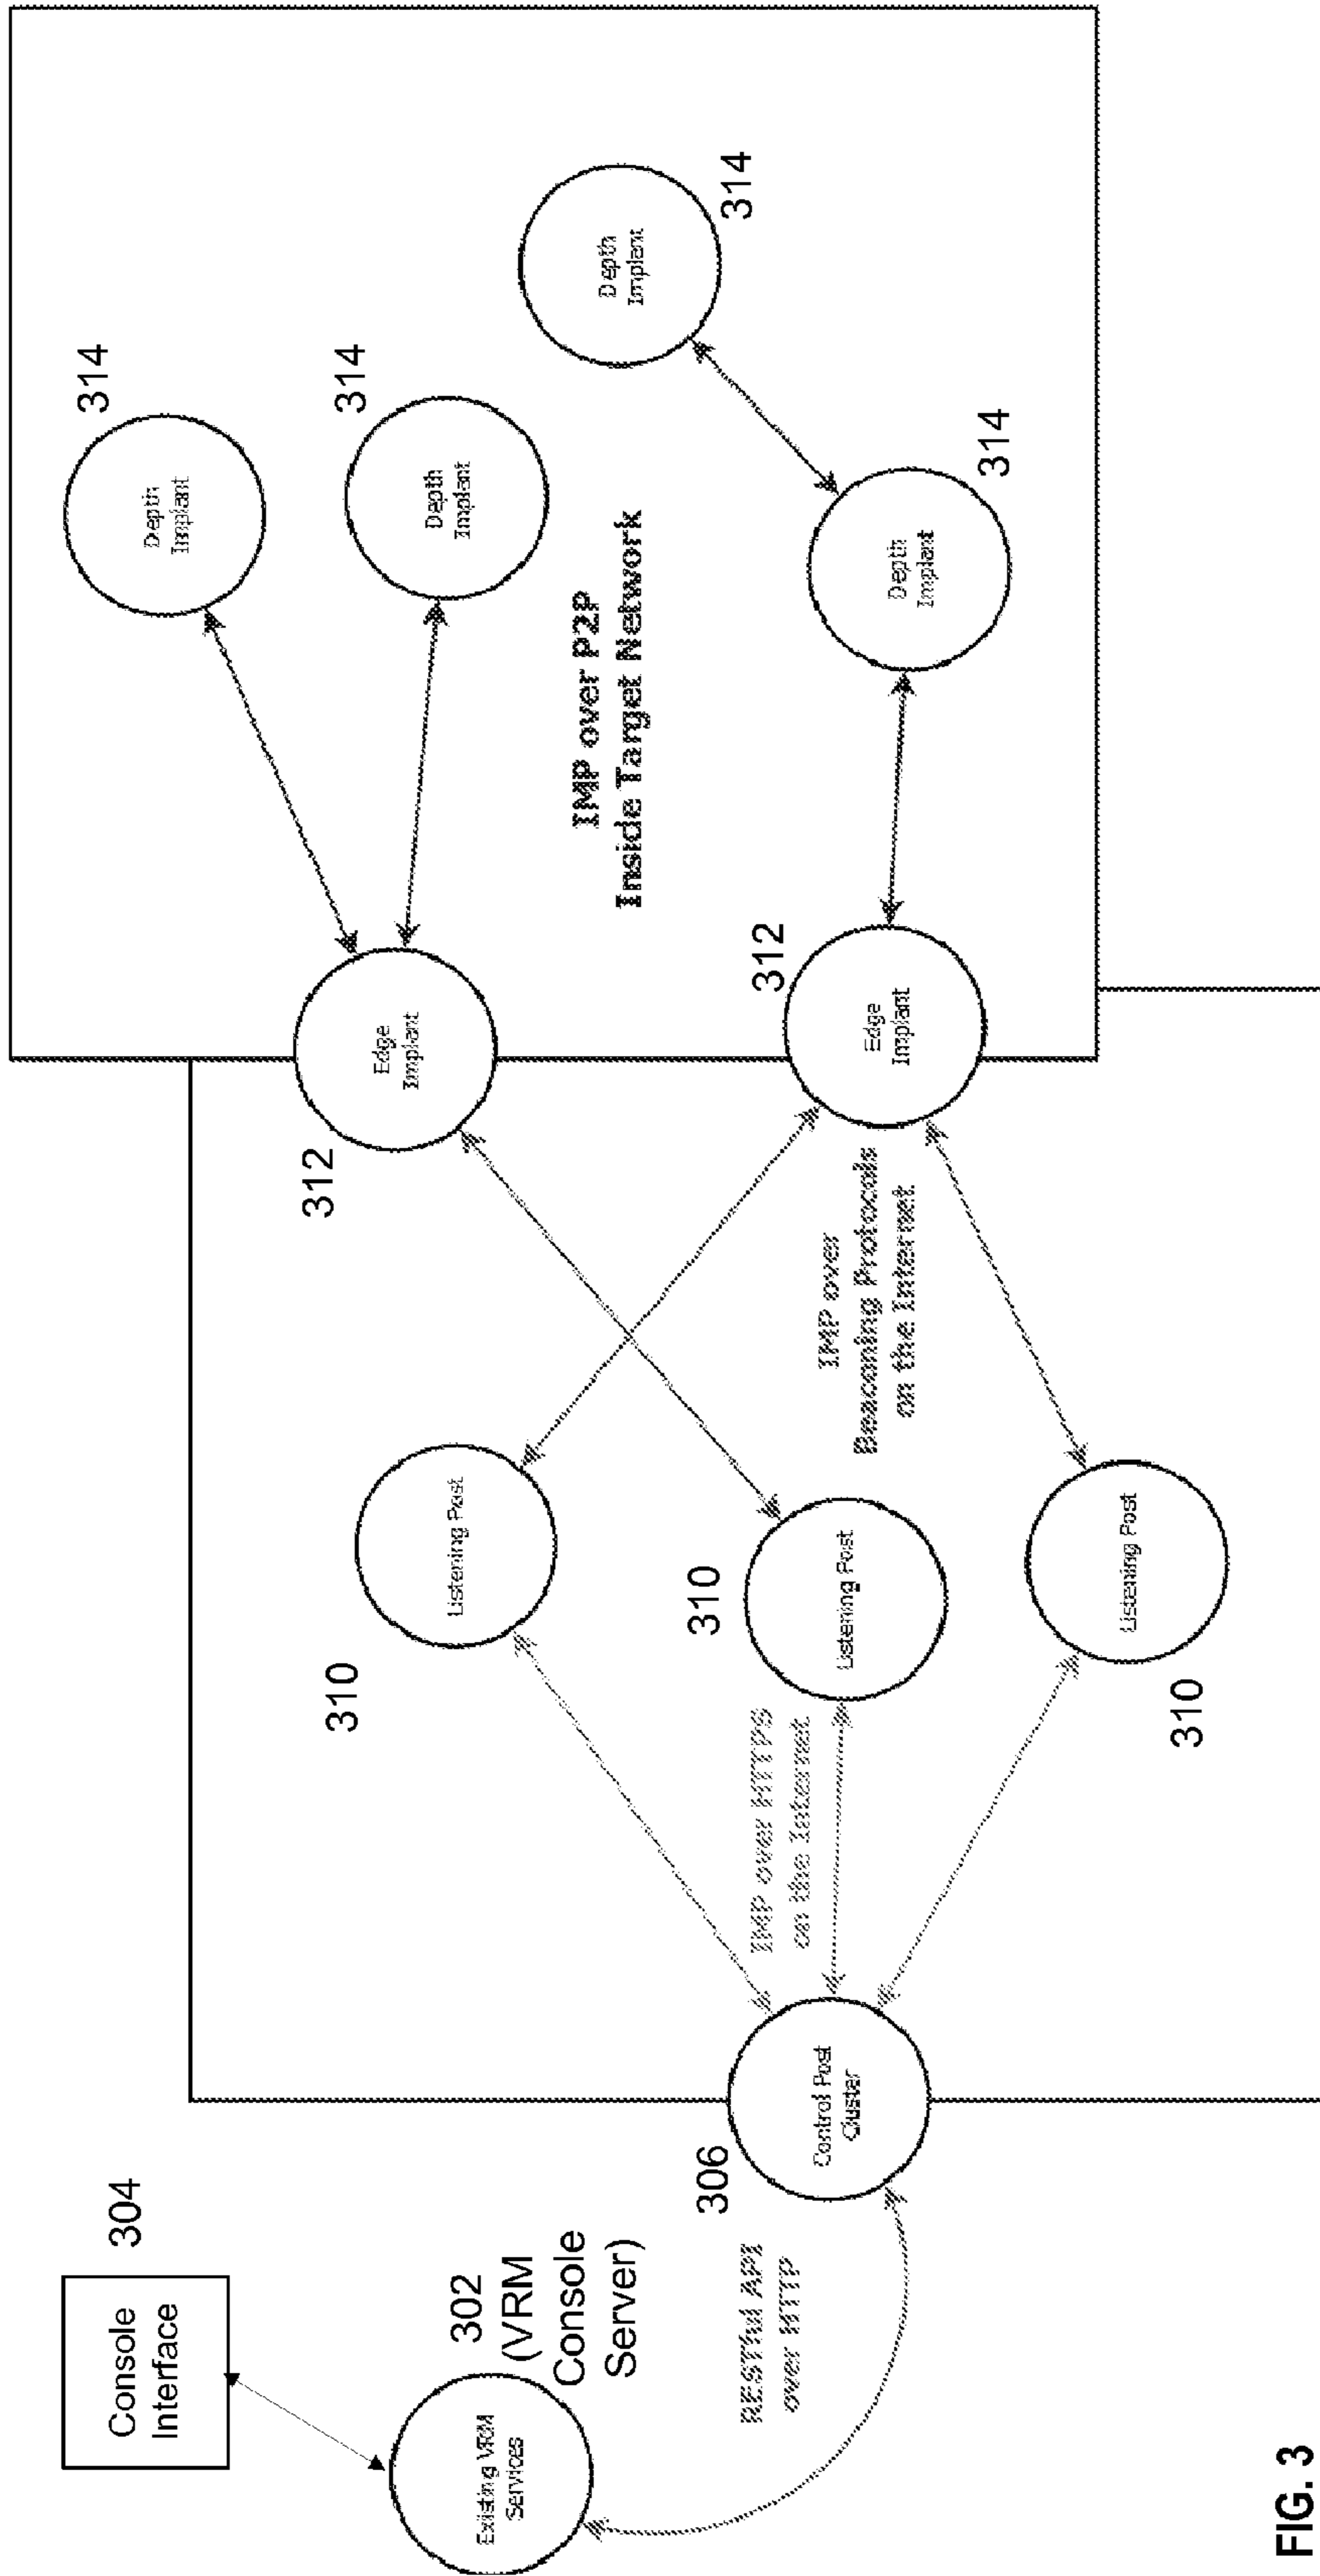 Console
Interface
304
Existing VRM
Services
302
(VRM
Console
Server)
RESTful API
over HTTP
306
Control Post
Cluster
IMP over HTTPS
on the Internet
310
Listening Post
310
Listening Post
310
Listening Post
IMP over
Beaconing Protocols
on the Internet
312
Edge
Implant
312
Edge
Implant
IMP over P2P
Inside Target Network
314
Depth
Implant
314
Depth
Implant
314
Depth
Implant
314
Depth
Implant
FIG. 3